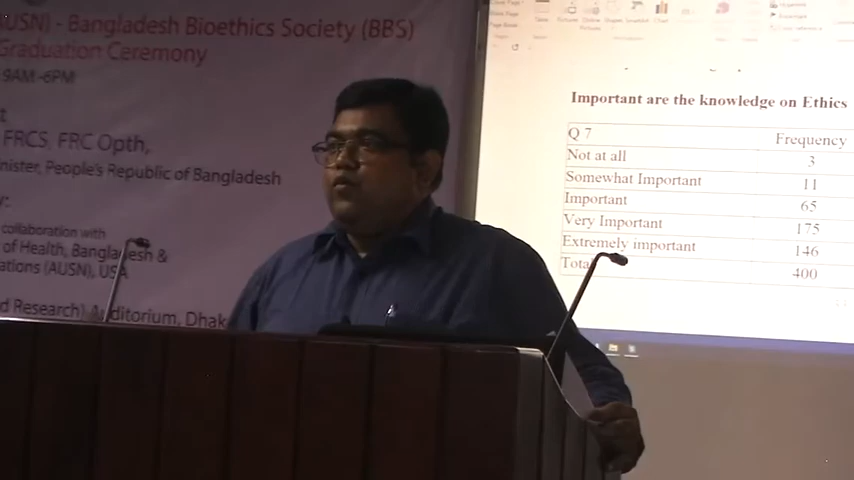 AUSN) - Bangladesh Bioethics Society (BBS)
Graduation Ceremony
9AM -6PM
FRCS, FRC Opth,
nister, People's Republic of Bangladesh
collaboration with
of Health, Bangladesh &
ations (AUSN), USA
d Research) Auditorium, Dhaka
Important are the knowledge on Ethics
Q 7 Frequency
Not at all 3
Somewhat Important 11
Important 65
Very Important 175
Extremely important 146
Total 400